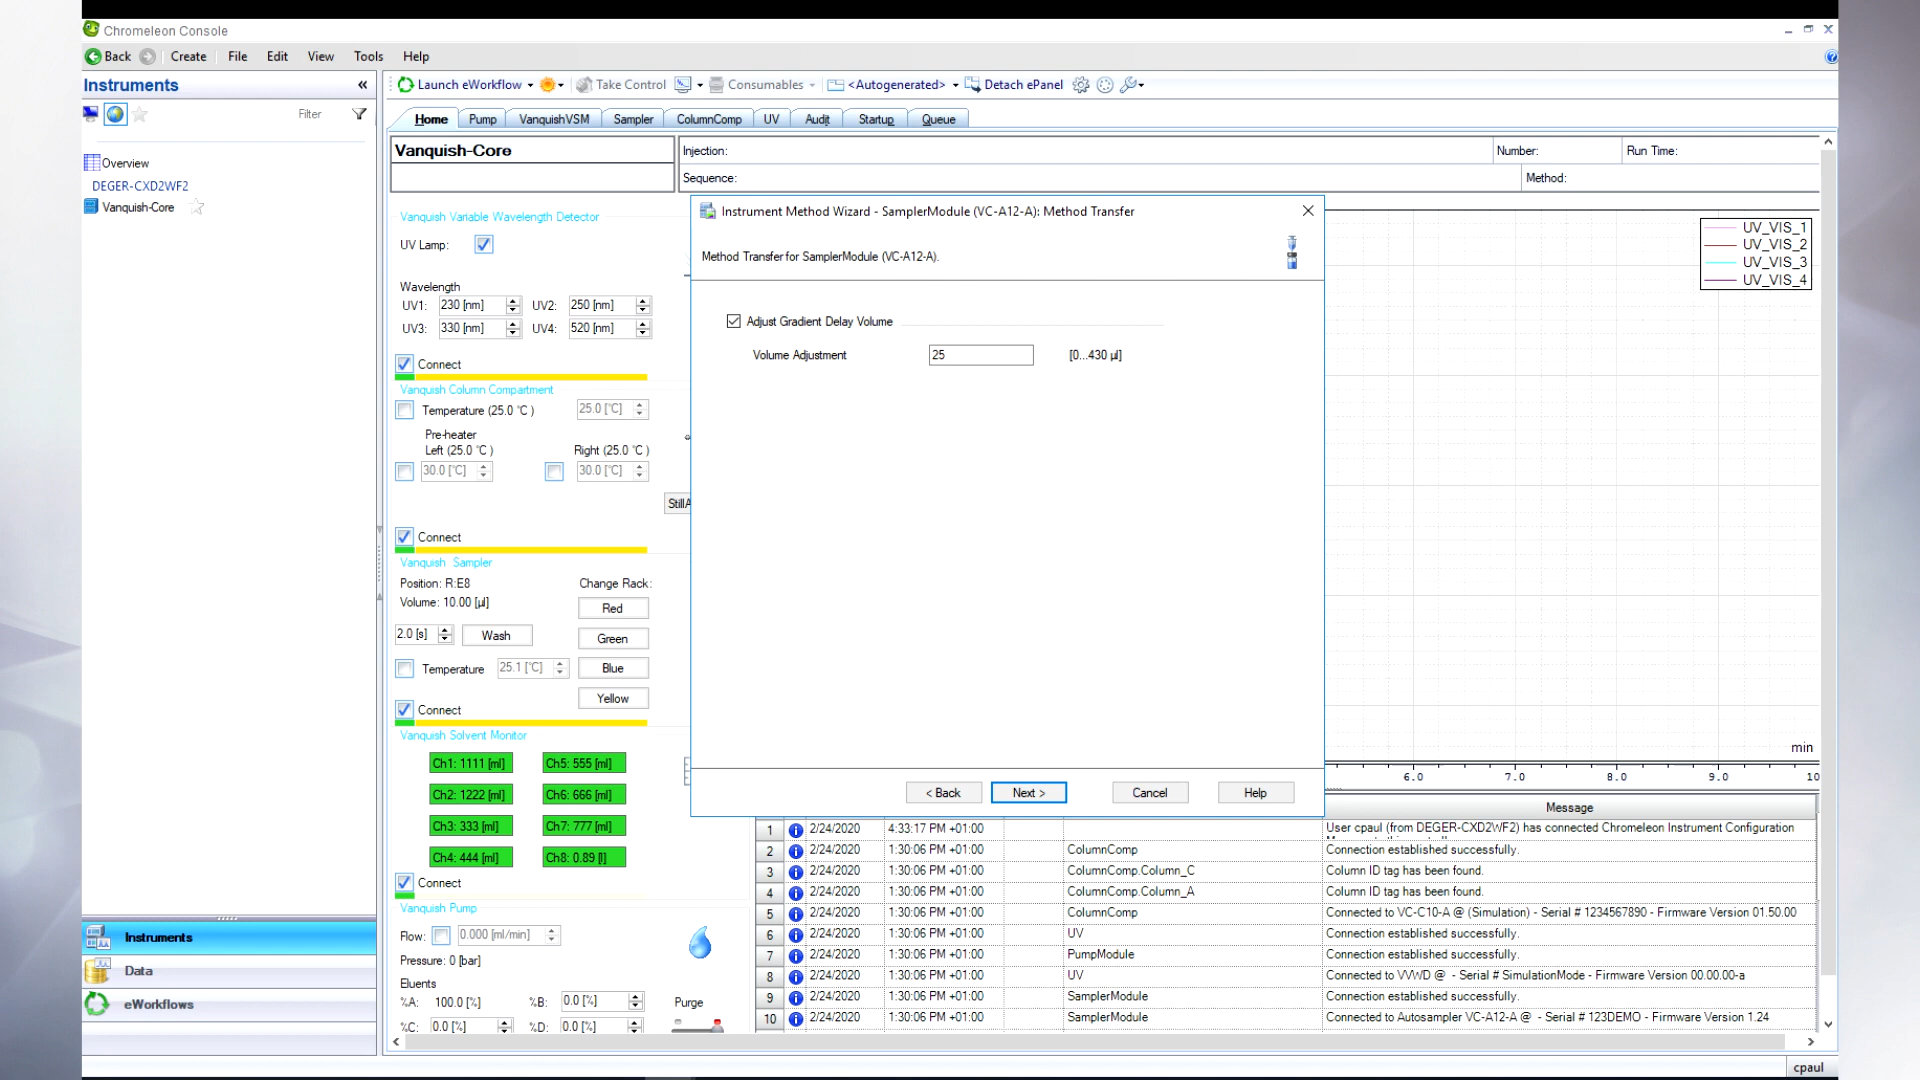 Chromeleon Console
Back Create File Edit View Tools Help
Instruments «
Filter
Overview
DEGER-CXD2WF2
Vanquish-Core
Launch eWorkflow Take Control Consumables <Autogenerated> Detach ePanel
Home Pump VanquishVSM Sampler ColumnComp UV Audit Startup Queue
Vanquish-Core
Injection: Number: Run Time:
Sequence: Method:
Vanquish Variable Wavelength Detector
UV Lamp:
Wavelength
UV1: 230 [nm] UV2: 250 [nm]
UV3: 330 [nm] UV4: 520 [nm]
Connect
Vanquish Column Compartment
Temperature (25.0 °C ) 25.0 [°C]
Pre-heater
Left (25.0 °C ) Right (25.0 °C )
30.0 [°C] 30.0 [°C]
Connect
Vanquish Sampler
Position: R:E8 Change Rack:
Volume: 10.00 [µl]
Red
2.0 [s] Wash
Green
Temperature 25.1 [°C] Blue
Yellow
Connect
Vanquish Solvent Monitor
Ch1: 1111 [ml] Ch5: 555 [ml]
Ch2: 1222 [ml] Ch6: 666 [ml]
Ch3: 333 [ml] Ch7: 777 [ml]
Ch4: 444 [ml] Ch8: 0.89 [l]
Connect
Vanquish Pump
Flow: 0.000 [ml/min]
Pressure: 0 [bar]
Eluents
%A: 100.0 [%] %B: 0.0 [%] Purge
%C: 0.0 [%] %D: 0.0 [%]
Instrument Method Wizard - SamplerModule (VC-A12-A): Method Transfer
Method Transfer for SamplerModule (VC-A12-A).
Adjust Gradient Delay Volume
Volume Adjustment 25 [0...430 µl]
< Back Next > Cancel Help
UV_VIS_1
UV_VIS_2
UV_VIS_3
UV_VIS_4
min
6.0 7.0 8.0 9.0 10
Message
1 2/24/2020 4:33:17 PM +01:00 User cpaul (from DEGER-CXD2WF2) has connected Chromeleon Instrument Configuration
2 2/24/2020 1:30:06 PM +01:00 ColumnComp Connection established successfully.
3 2/24/2020 1:30:06 PM +01:00 ColumnComp.Column_C Column ID tag has been found.
4 2/24/2020 1:30:06 PM +01:00 ColumnComp.Column_A Column ID tag has been found.
5 2/24/2020 1:30:06 PM +01:00 ColumnComp Connected to VC-C10-A @ (Simulation) - Serial # 1234567890 - Firmware Version 01.50.00
6 2/24/2020 1:30:06 PM +01:00 UV Connection established successfully.
7 2/24/2020 1:30:06 PM +01:00 PumpModule Connection established successfully.
8 2/24/2020 1:30:06 PM +01:00 UV Connected to VVWD @ - Serial # SimulationMode - Firmware Version 00.00.00-a
9 2/24/2020 1:30:06 PM +01:00 SamplerModule Connection established successfully.
10 2/24/2020 1:30:06 PM +01:00 SamplerModule Connected to Autosampler VC-A12-A @ - Serial # 123DEMO - Firmware Version 1.24
Instruments
Data
eWorkflows
cpaul